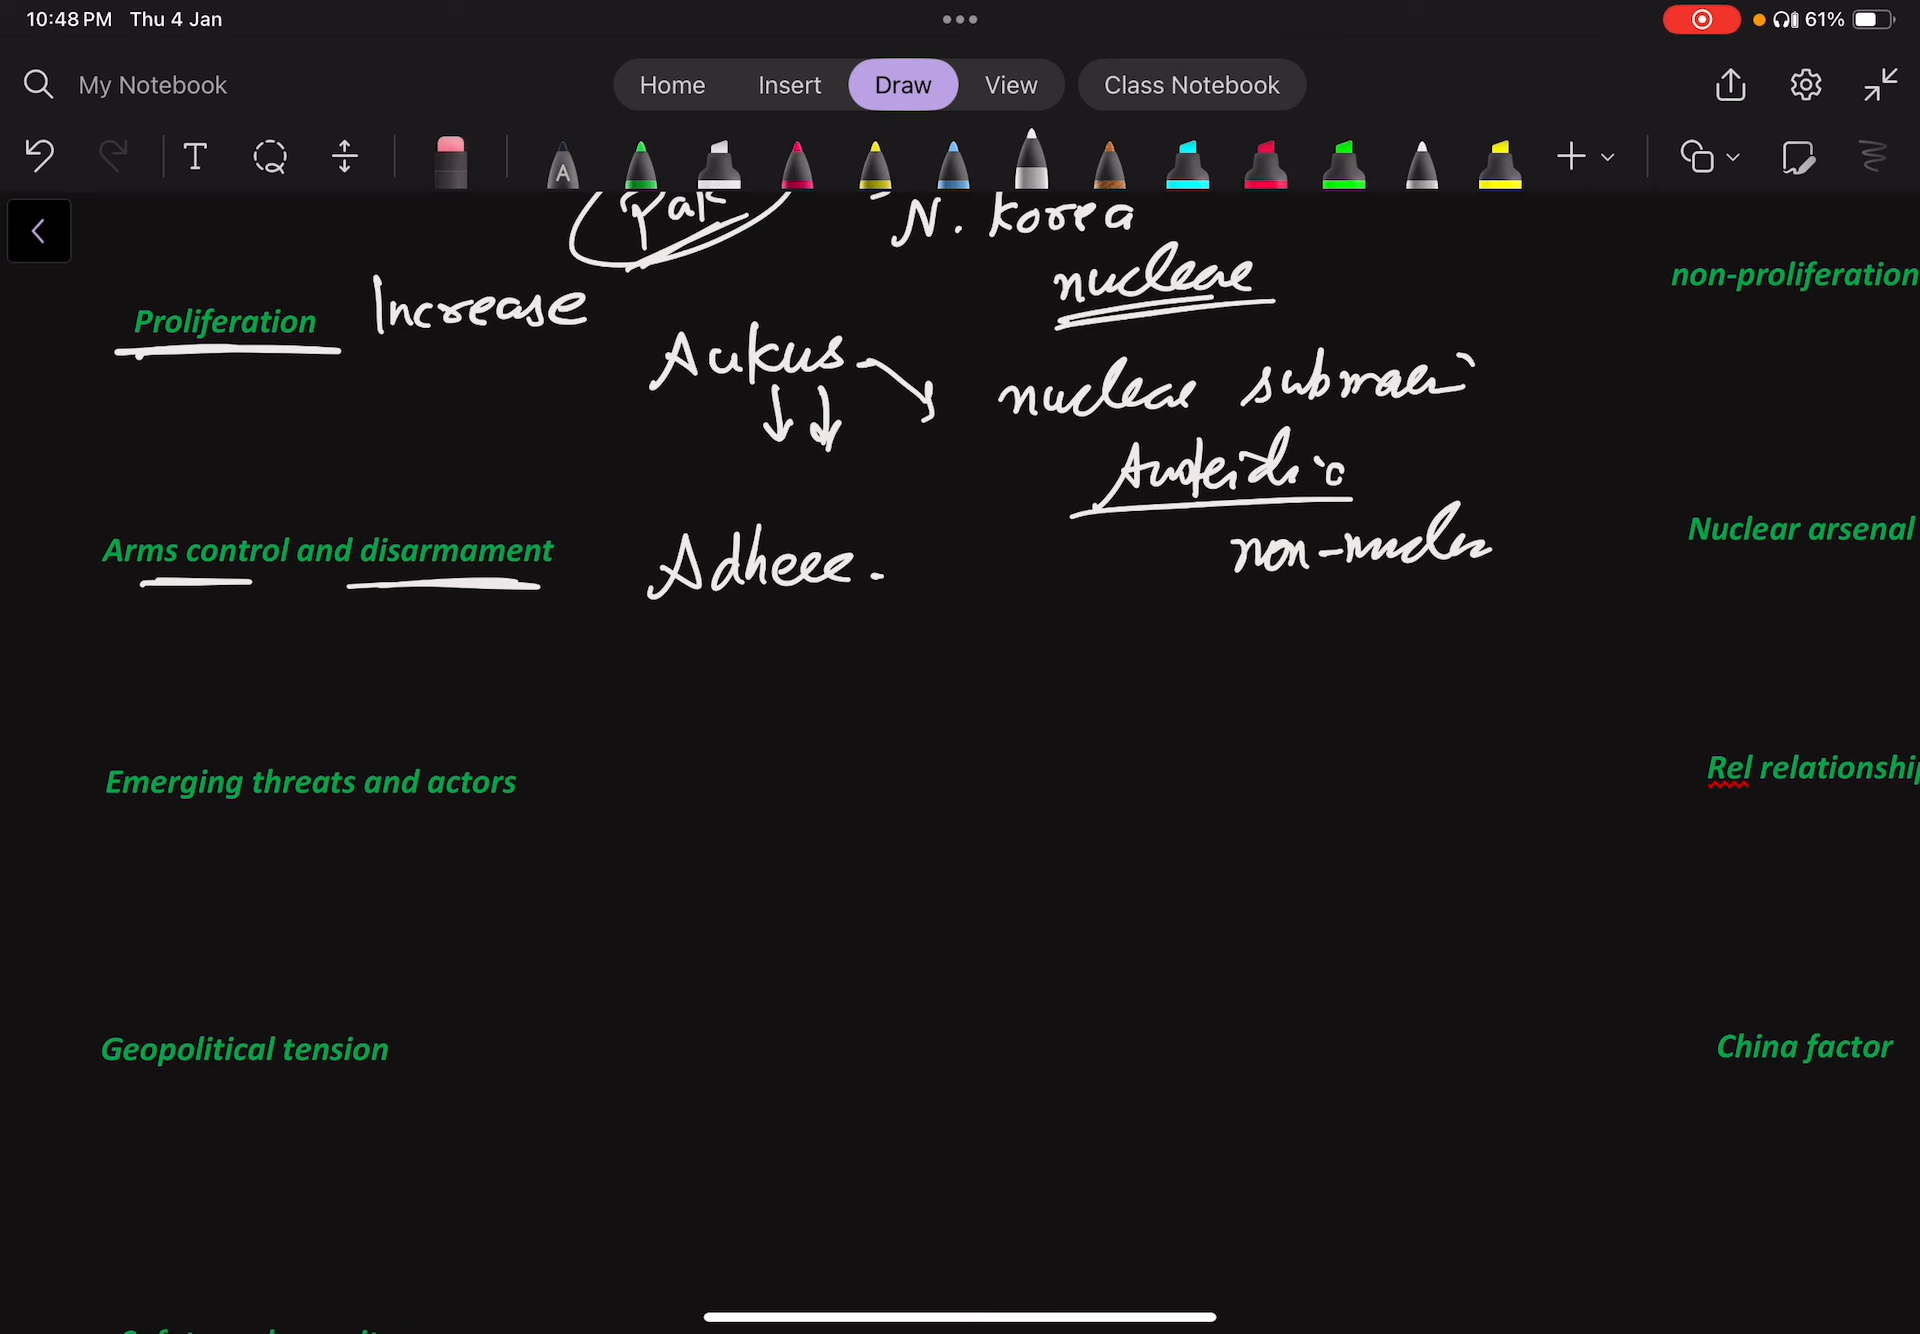 10:48 PM Thu 4 Jan
61%
My Notebook
Home Insert Draw View Class Notebook
T
A
Pak
N. Korea
nuclear
non-proliferation
Proliferation
Increase
Aukus
nuclear
non-nuclear
Nuclear arsenal
Arms control and disarmament
Adhere.
Emerging threats and actors
Rel relationship
Geopolitical tension
China factor